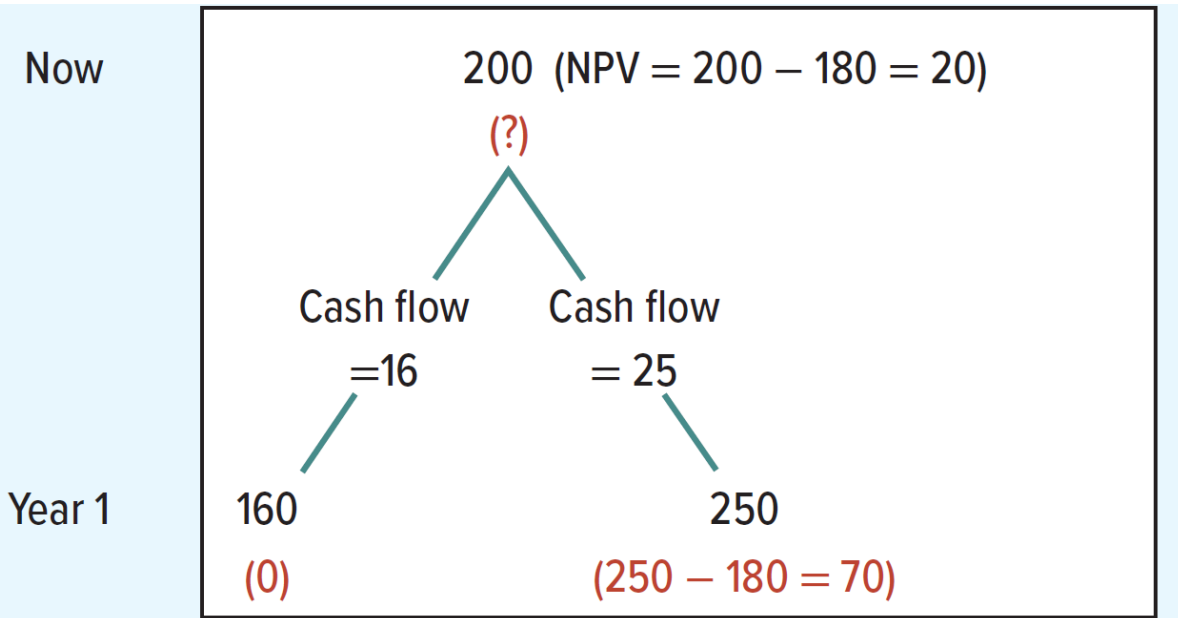 Now 200 (NPV = 200 – 180 = 20)
(?)
Cash flow Cash flow
=16 = 25
Year 1 160 250
(0) (250 – 180 = 70)